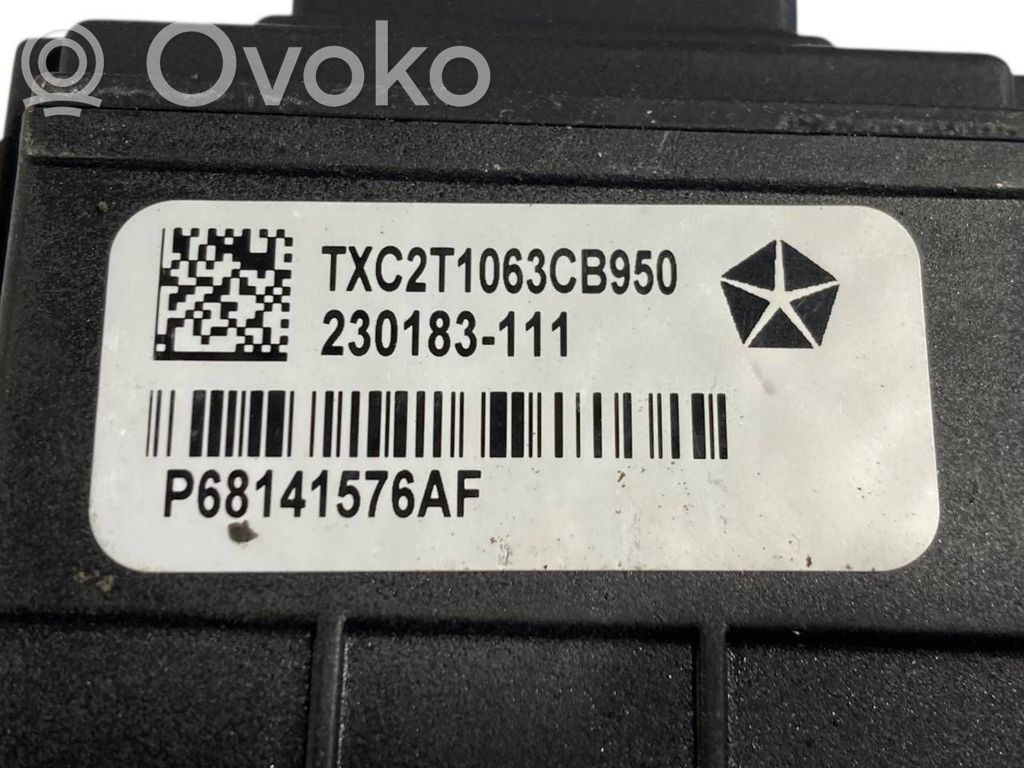 Ovoko
TXC2T1063CB950
230183-111
P68141576AF